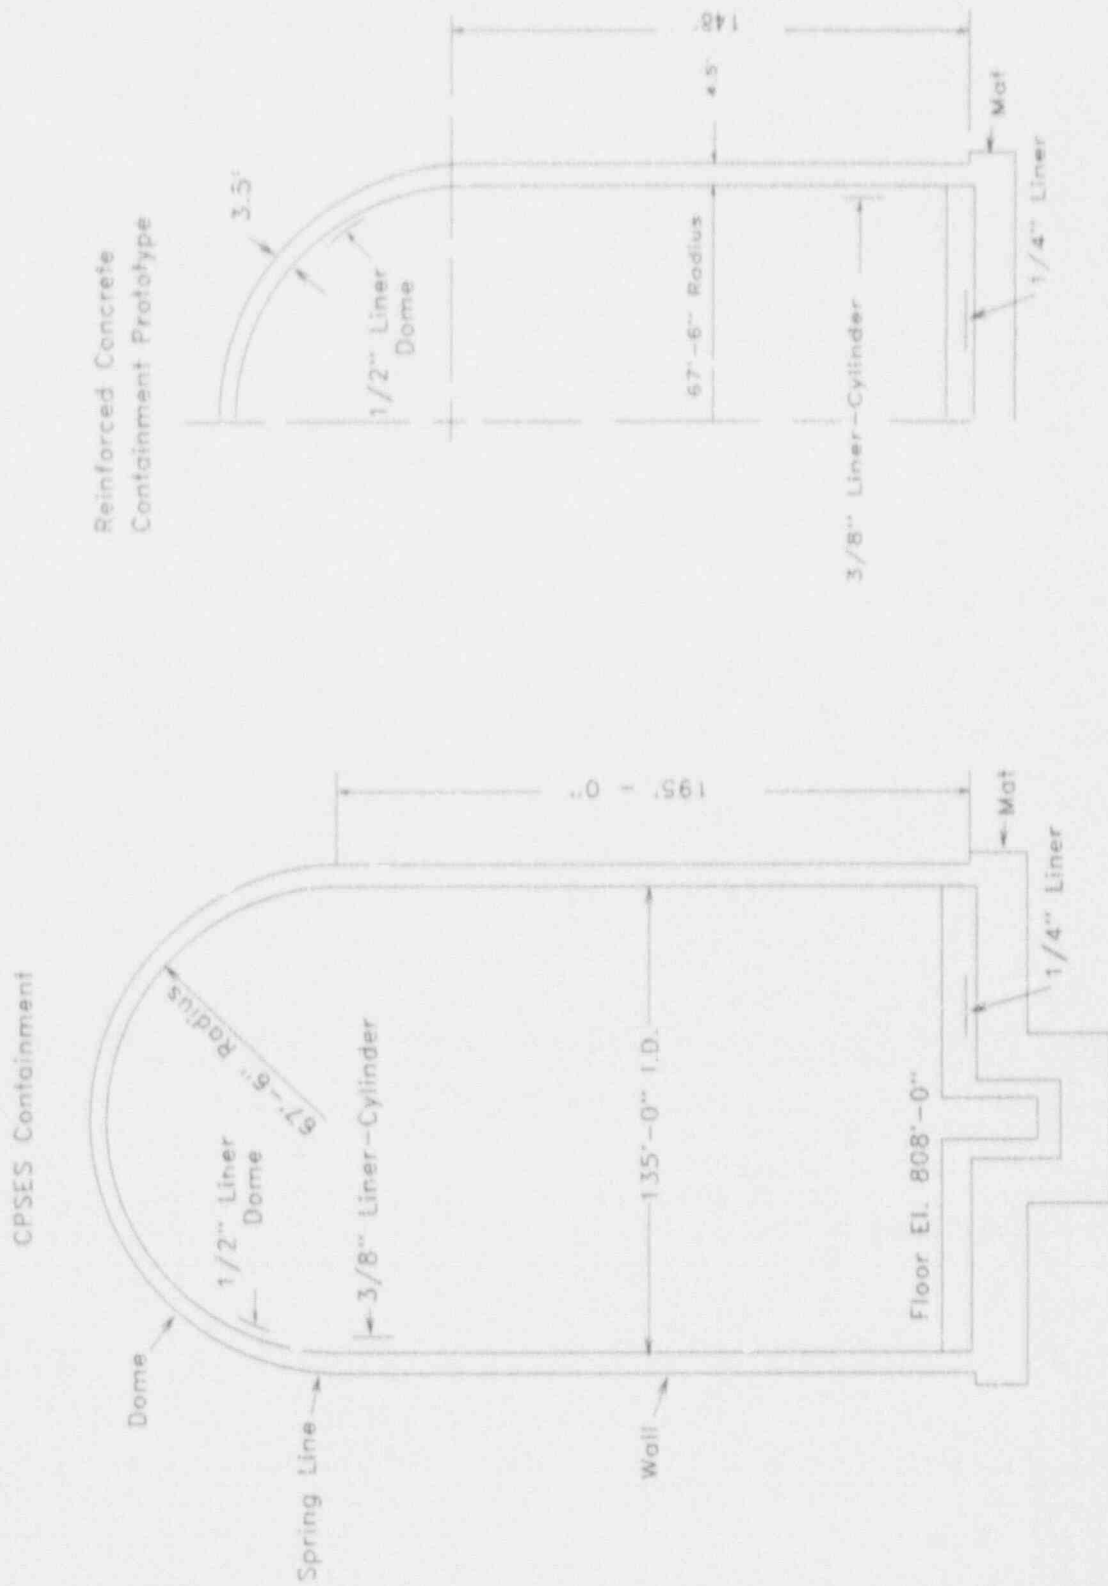 CPSES Containment
Dome
Spring Line
1/2" Liner
Dome
67'-6" Radius
3/8" Liner-Cylinder
195' - 0"
135'-0" I.D.
Wall
Floor El. 808'-0"
Mat
1/4" Liner
Reinforced Concrete
Containment Prototype
3.5'
1/2" Liner
Dome
4.5'
67'-6" Radius
3/8" Liner-Cylinder
Mat
1/4" Liner